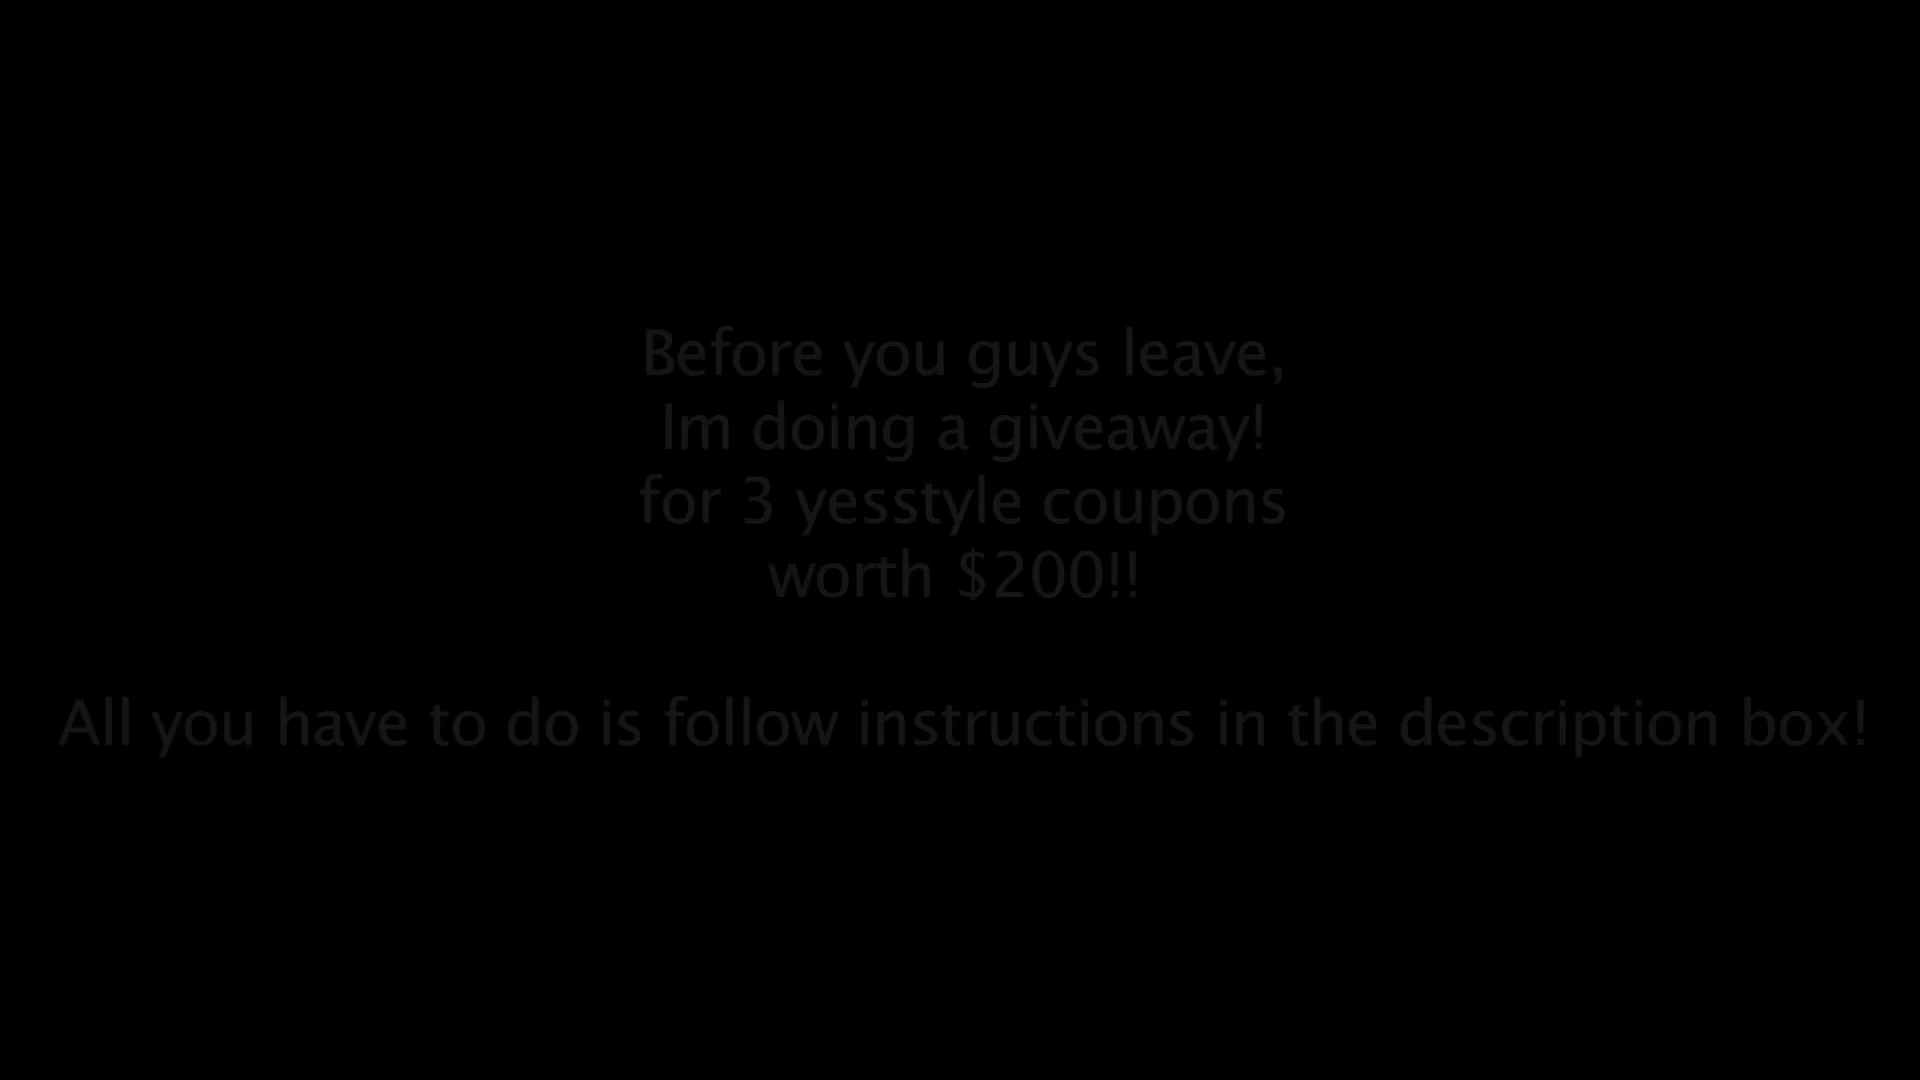 Before you guys leave,
Im doing a giveaway!
for 3 yesstyle coupons
worth $200!!
All you have to do is follow instructions in the description box!